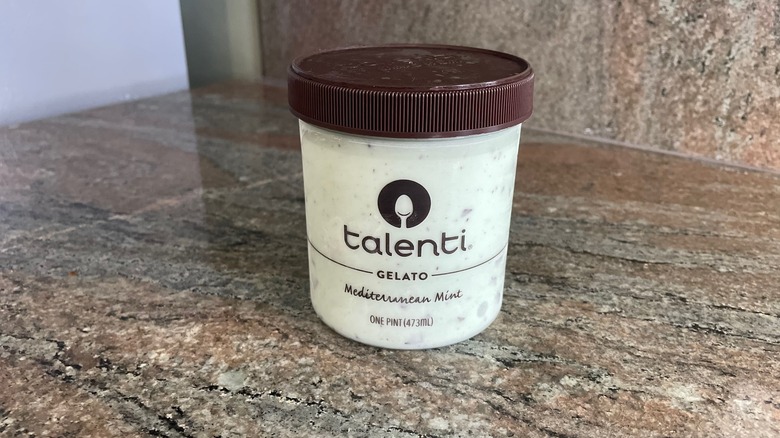 talenti®
GELATO
Mediterranean Mint
ONE PINT (473mL)